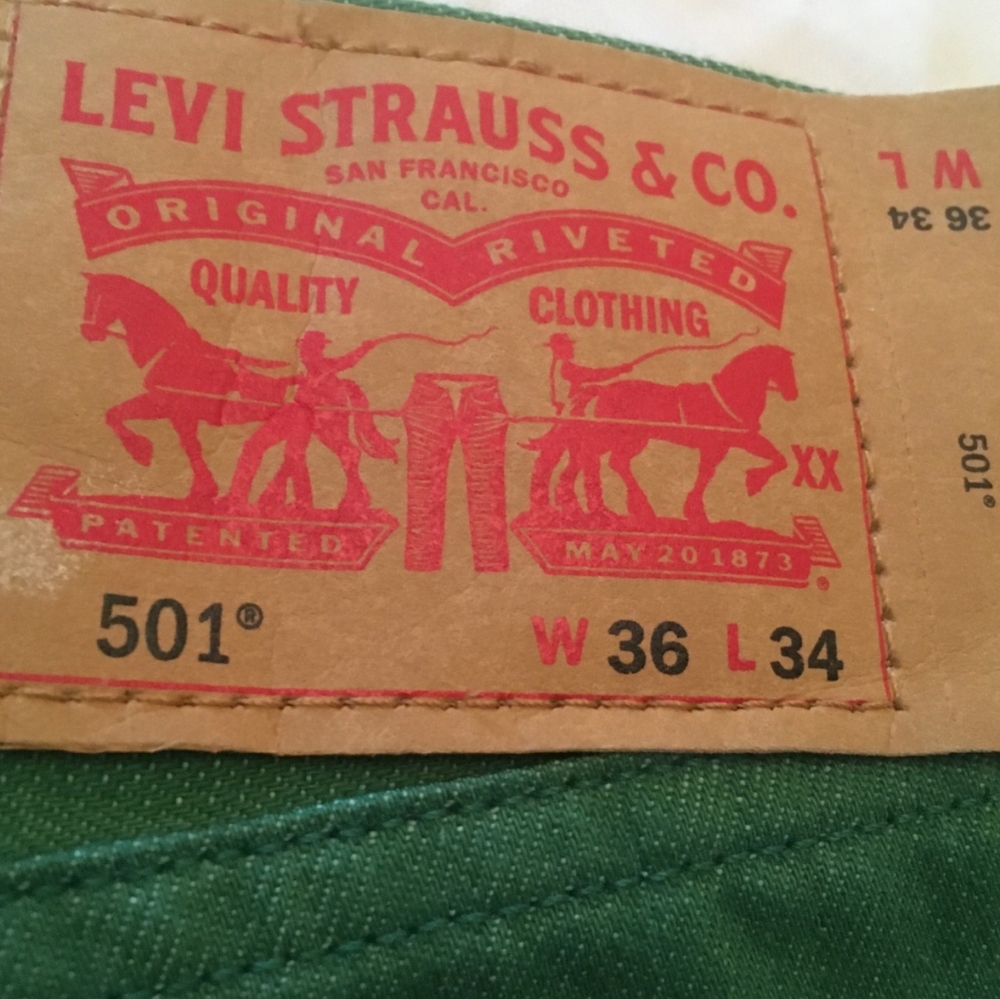 LEVI STRAUSS & CO.
SAN FRANCISCO
CAL.
ORIGINAL RIVETED
QUALITY CLOTHING
XX
PATENTED MAY 20 1873 ®
501® W 36 L 34
W L
36 34
501®